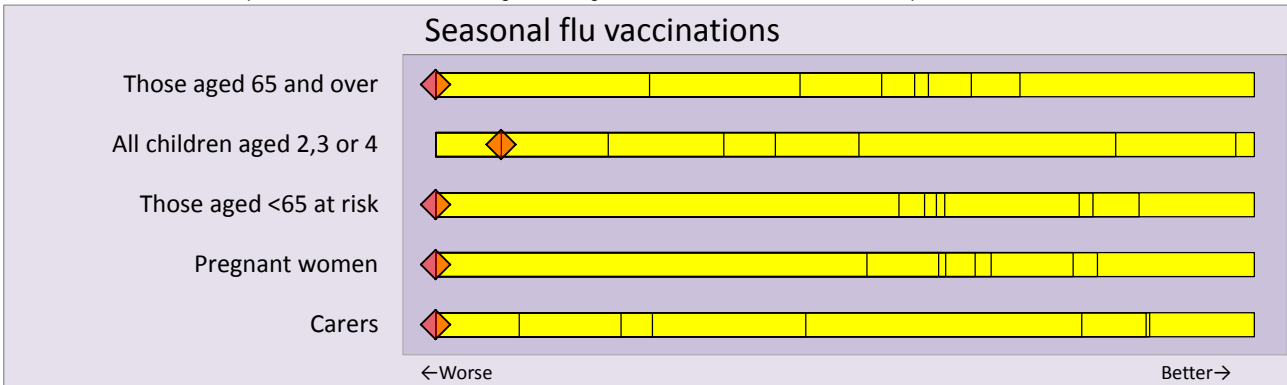 Seasonal flu vaccinations
Those aged 65 and over
All children aged 2,3 or 4
Those aged <65 at risk
Pregnant women
Carers
←Worse
Better→